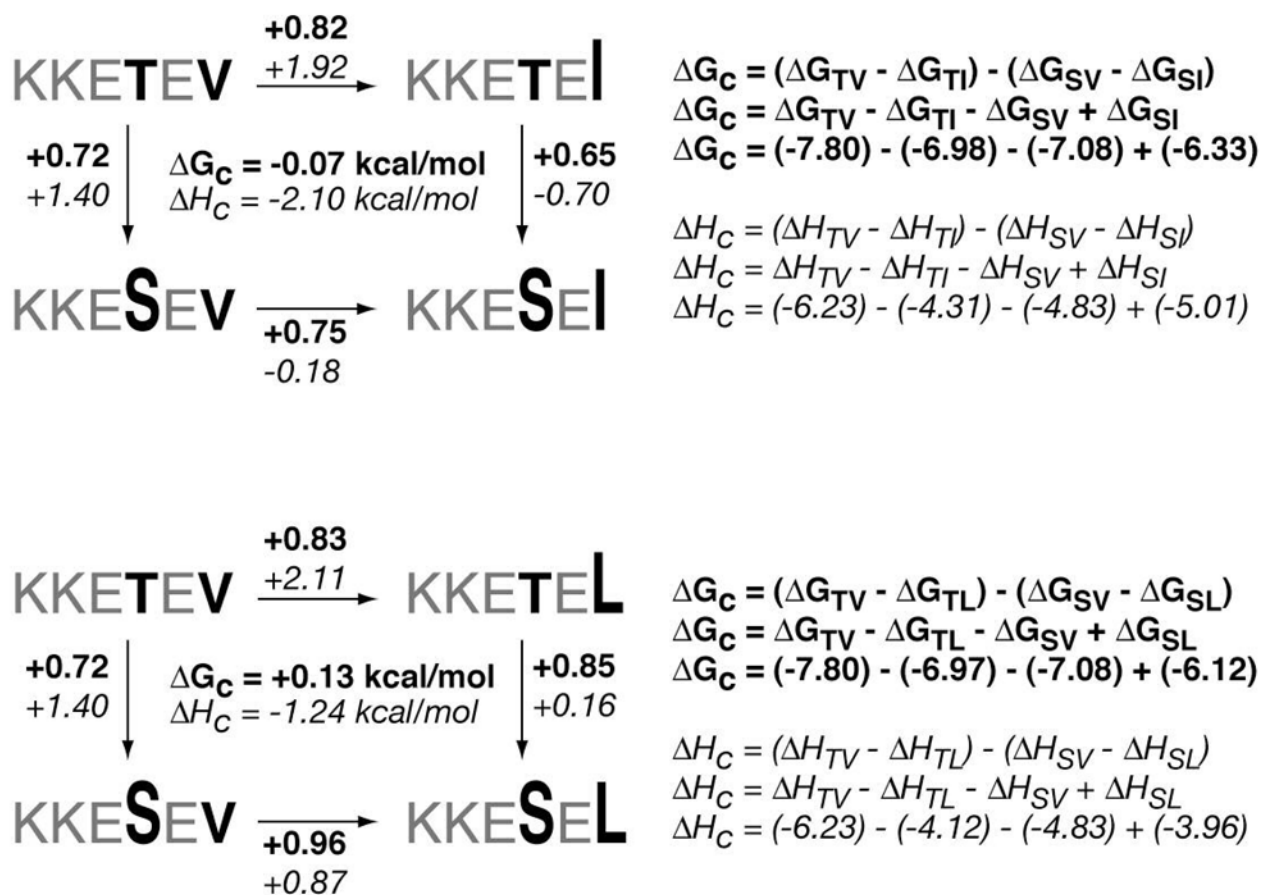 +0.82
KKETEV +1.92 KKETEI
+0.72
+1.40
ΔGc = -0.07 kcal/mol
ΔHC = -2.10 kcal/mol
+0.65
-0.70
KKESEV KKESEI
+0.75
-0.18
ΔGc = (ΔGTV - ΔGTI) - (ΔGSV - ΔGSI)
ΔGc = ΔGTV - ΔGTI - ΔGSV + ΔGSI
ΔGc = (-7.80) - (-6.98) - (-7.08) + (-6.33)
ΔHC = (ΔHTV - ΔHTI) - (ΔHSV - ΔHSI)
ΔHC = ΔHTV - ΔHTI - ΔHSV + ΔHSI
ΔHC = (-6.23) - (-4.31) - (-4.83) + (-5.01)
+0.83
KKETEV +2.11 KKETEL
+0.72
+1.40
ΔGc = +0.13 kcal/mol
ΔHC = -1.24 kcal/mol
+0.85
+0.16
KKESEV KKESEL
+0.96
+0.87
ΔGc = (ΔGTV - ΔGTL) - (ΔGSV - ΔGSL)
ΔGc = ΔGTV - ΔGTL - ΔGSV + ΔGSL
ΔGc = (-7.80) - (-6.97) - (-7.08) + (-6.12)
ΔHC = (ΔHTV - ΔHTL) - (ΔHSV - ΔHSL)
ΔHC = ΔHTV - ΔHTL - ΔHSV + ΔHSL
ΔHC = (-6.23) - (-4.12) - (-4.83) + (-3.96)